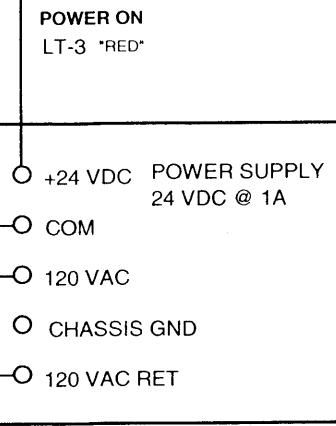 POWER ON
LT-3 "RED"
+24 VDC POWER SUPPLY
24 VDC @ 1A
COM
120 VAC
CHASSIS GND
120 VAC RET